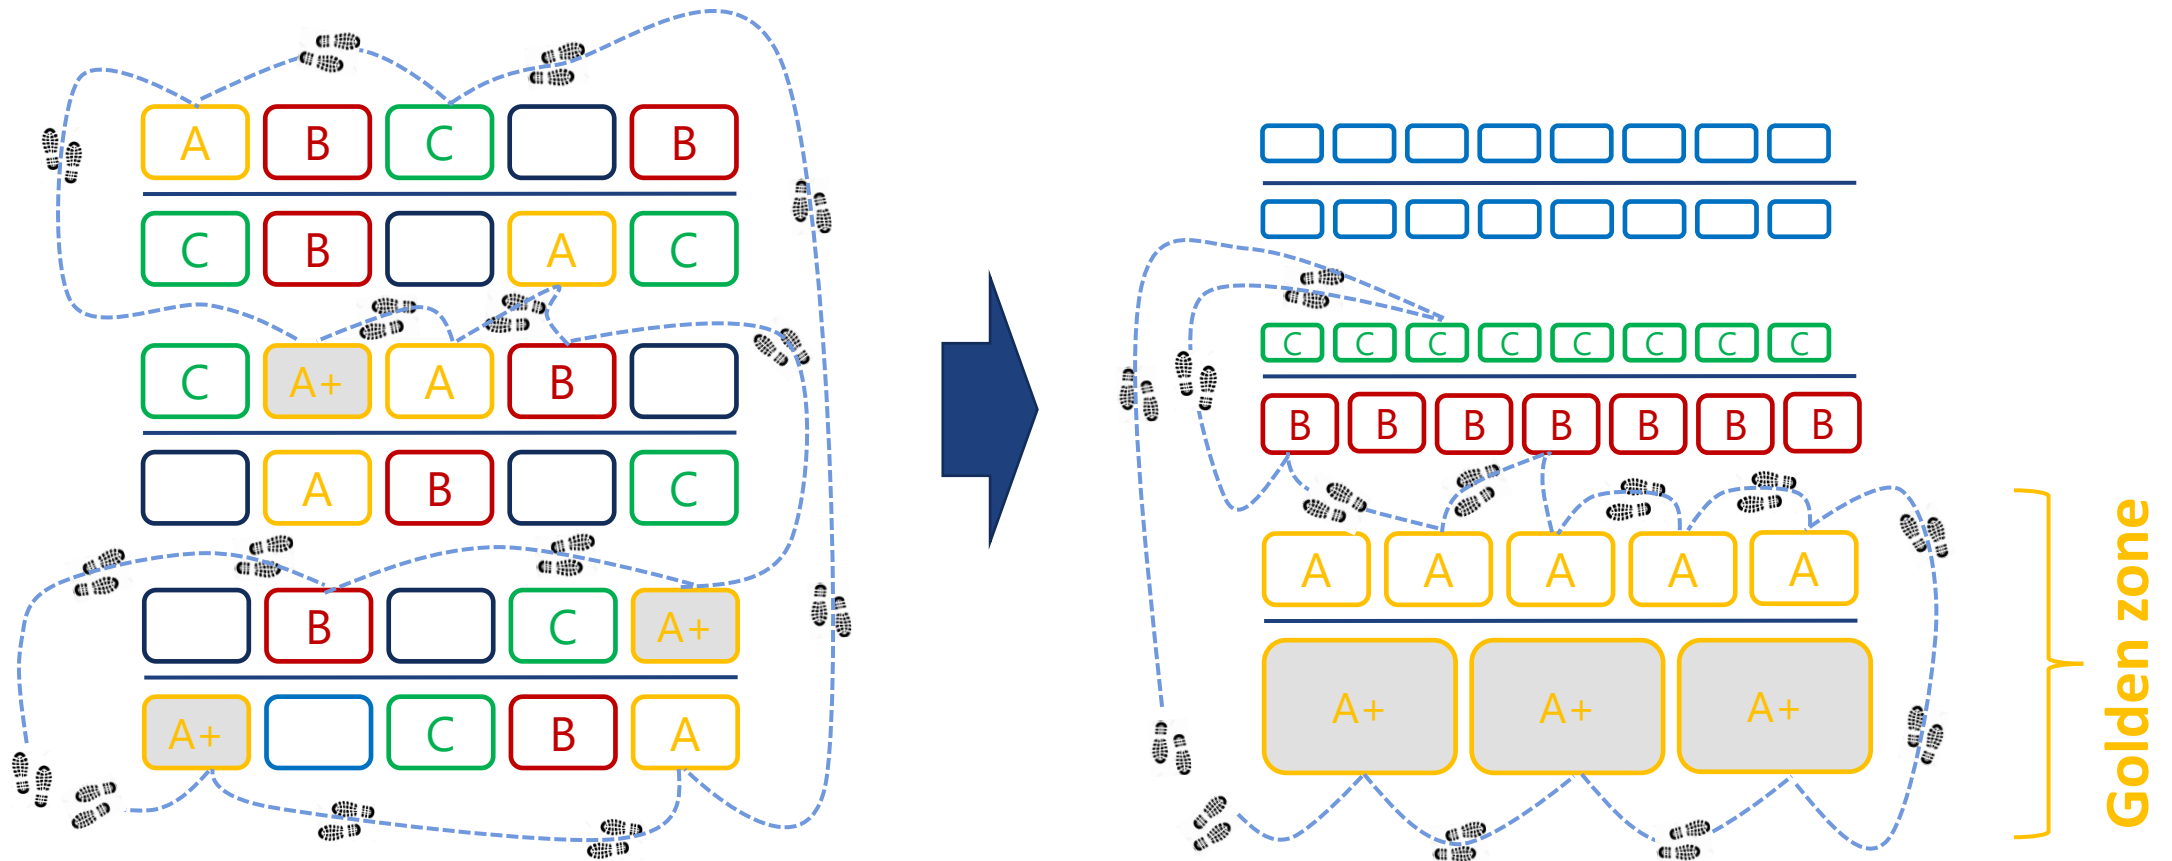 A B C B
C B A C
C A+ A B
A B C
B C A+
A+ C B A
C C C C C C C C
B B B B B B B
A A A A A
A+ A+ A+
Golden zone